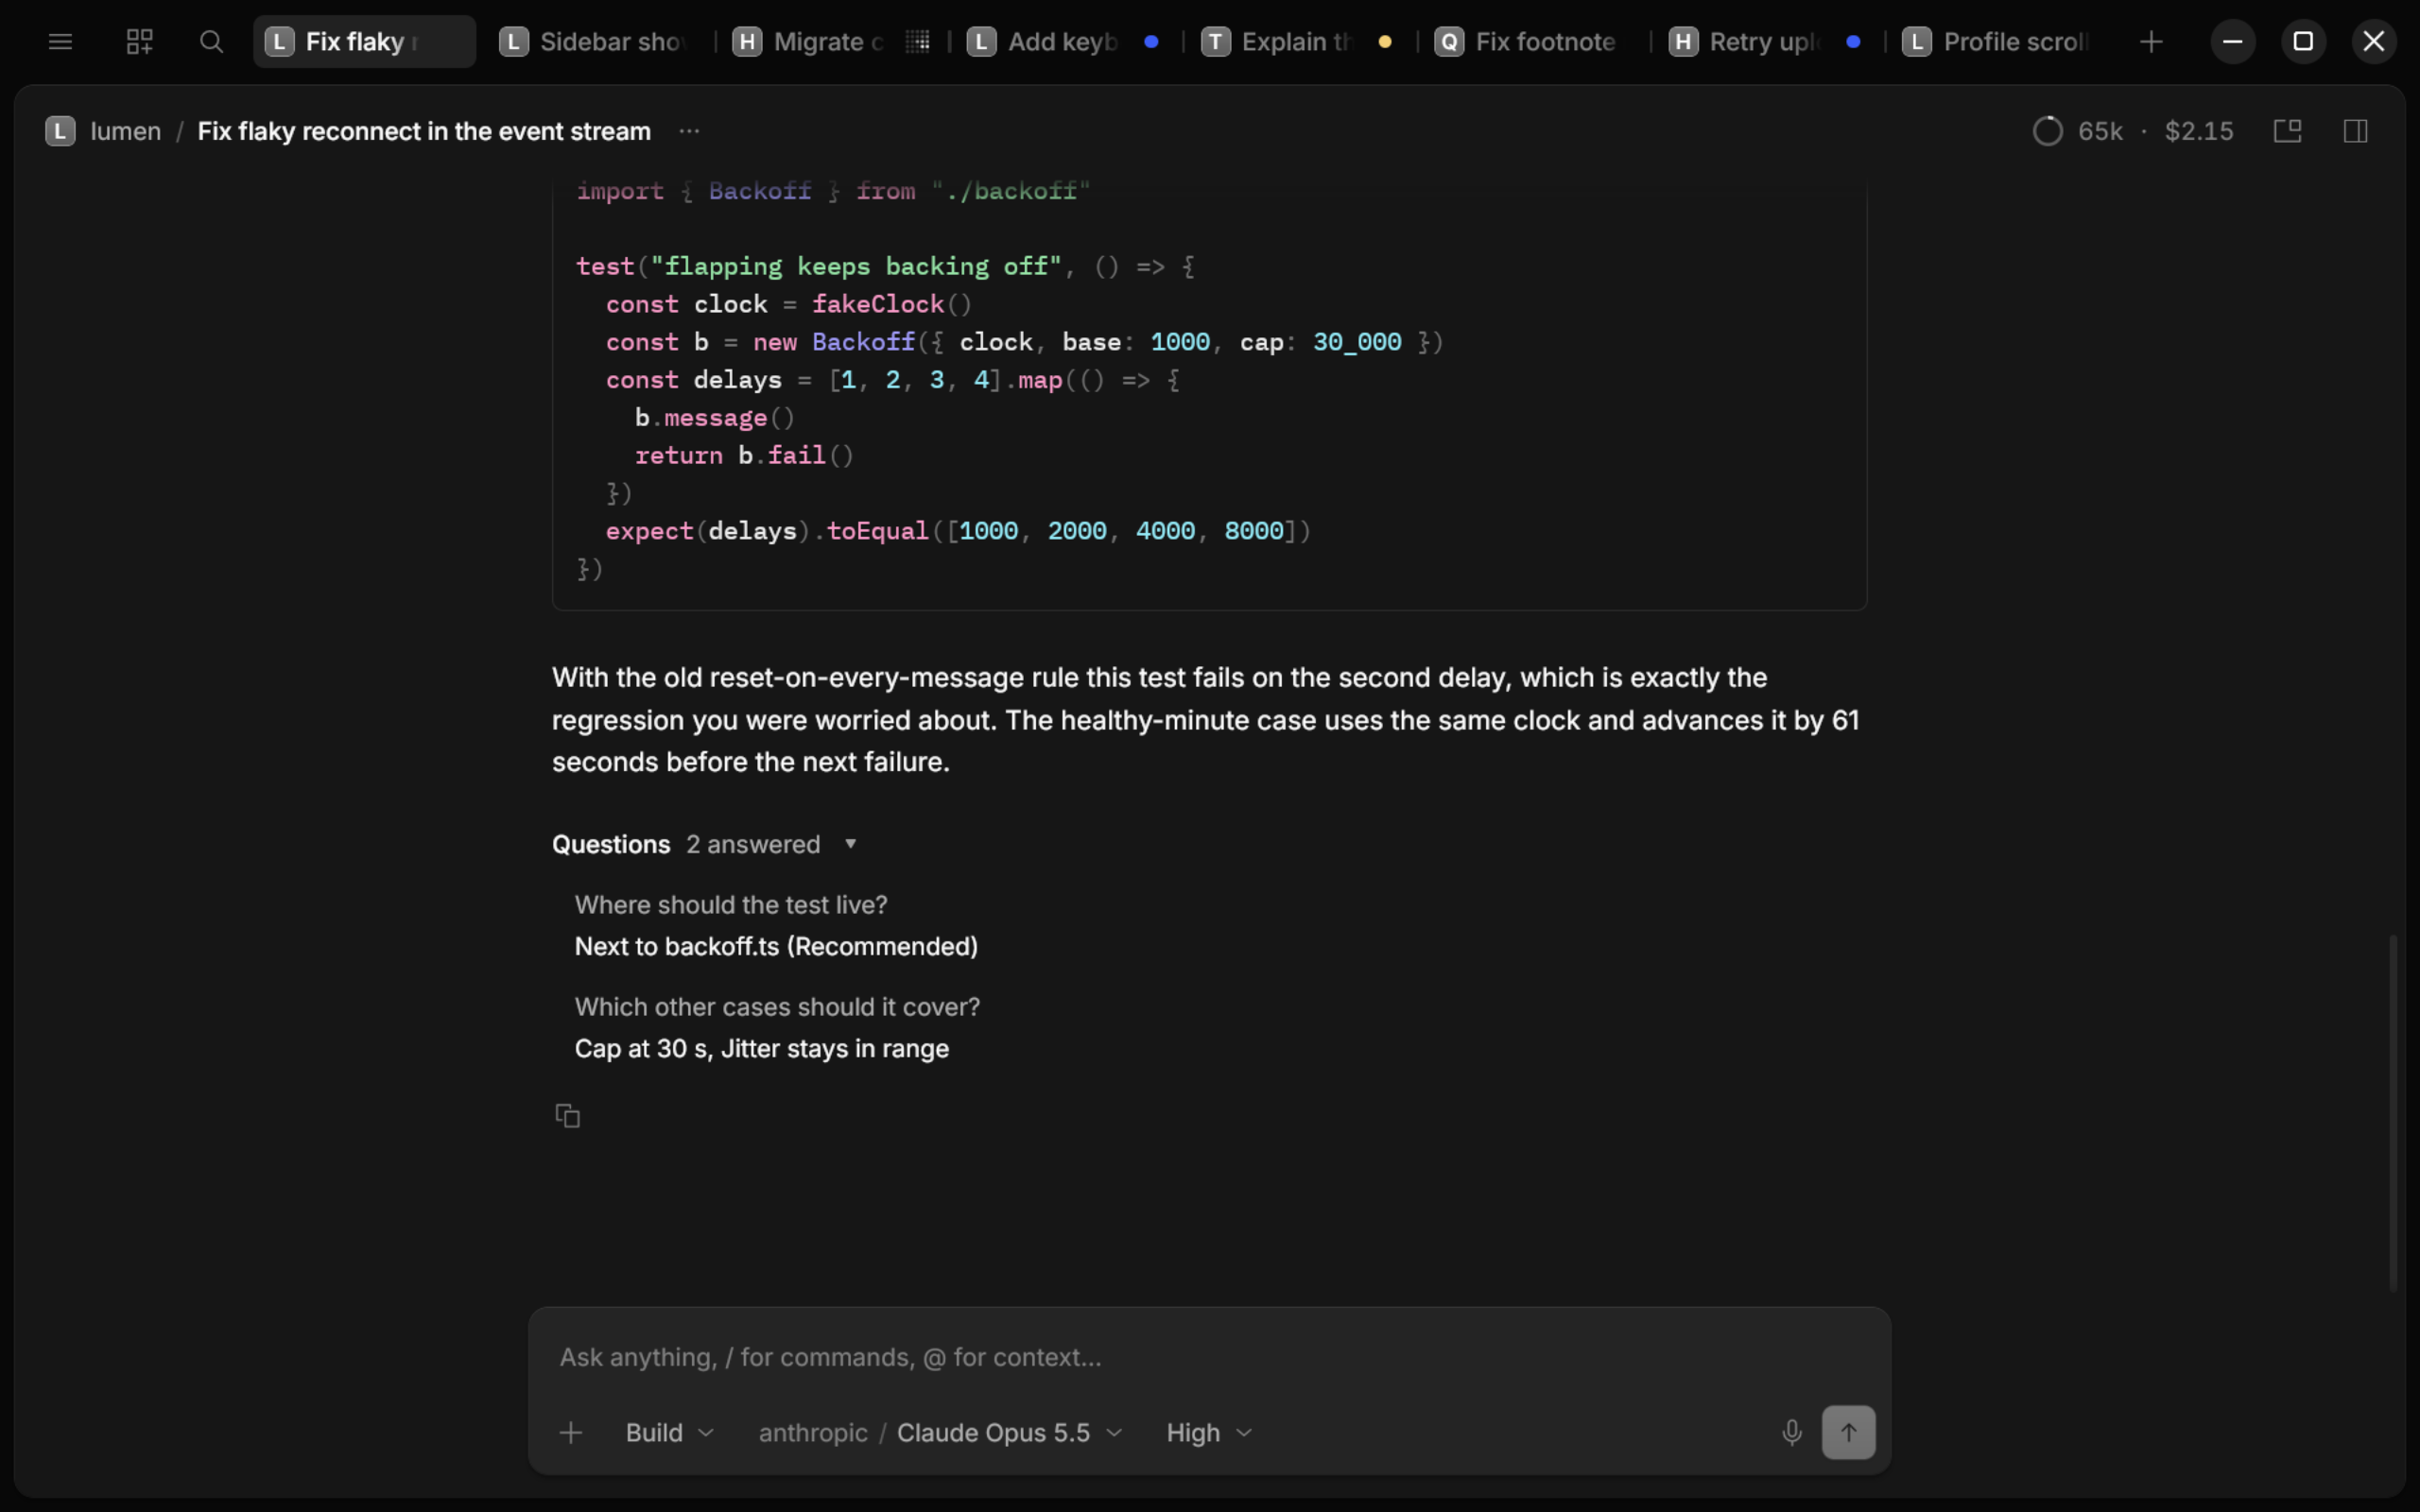 L Fix flaky
L Sidebar sho
H Migrate c
L Add keyb
T Explain th
Q Fix footnote
H Retry upl
L Profile scroll
L lumen / Fix flaky reconnect in the event stream ···
65k · $2.15
import { Backoff } from "./backoff"
test("flapping keeps backing off", () => {
const clock = fakeClock()
const b = new Backoff({ clock, base: 1000, cap: 30_000 })
const delays = [1, 2, 3, 4].map(() => {
b.message()
return b.fail()
})
expect(delays).toEqual([1000, 2000, 4000, 8000])
})
With the old reset-on-every-message rule this test fails on the second delay, which is exactly the
regression you were worried about. The healthy-minute case uses the same clock and advances it by 61
seconds before the next failure.
Questions 2 answered
Where should the test live?
Next to backoff.ts (Recommended)
Which other cases should it cover?
Cap at 30 s, Jitter stays in range
Ask anything, / for commands, @ for context...
Build
anthropic / Claude Opus 5.5
High